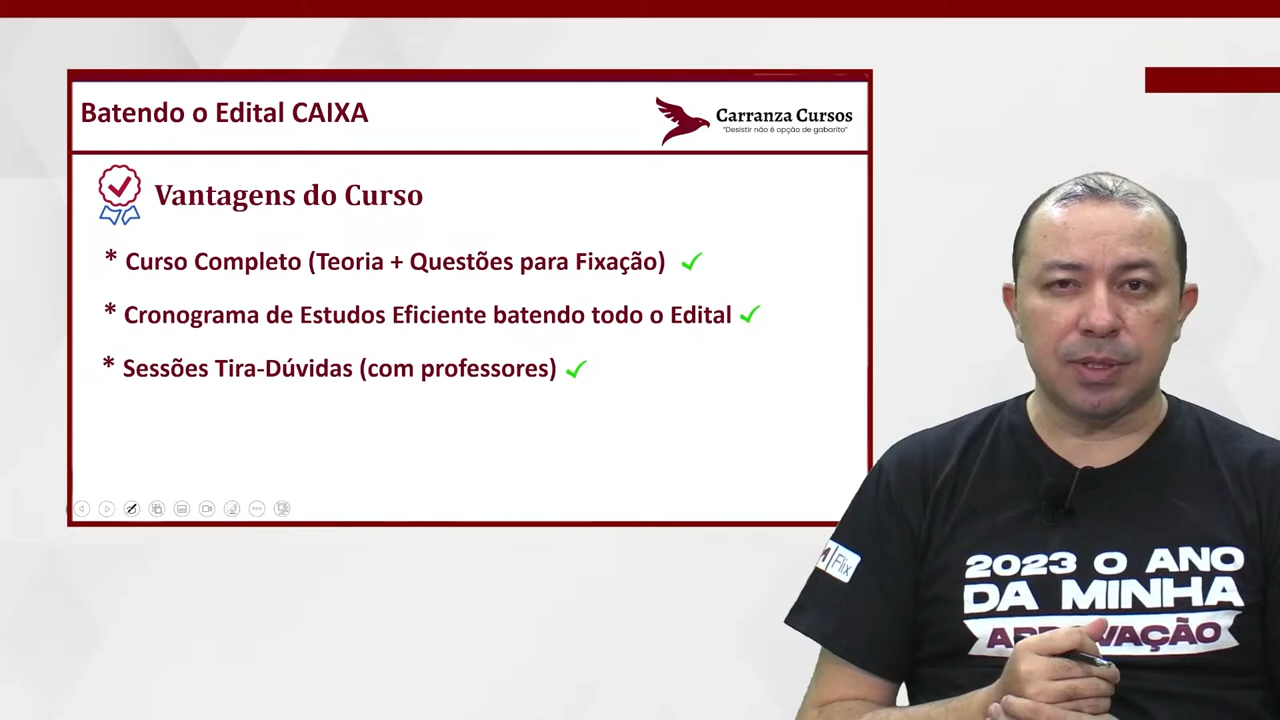 Batendo o Edital CAIXA
Carranza Cursos
"Desistir não é opção de gabarito"
Vantagens do Curso
* Curso Completo (Teoria + Questões para Fixação)
* Cronograma de Estudos Eficiente batendo todo o Edital
* Sessões Tira-Dúvidas (com professores)
Flix
2023 O ANO
DA MINHA